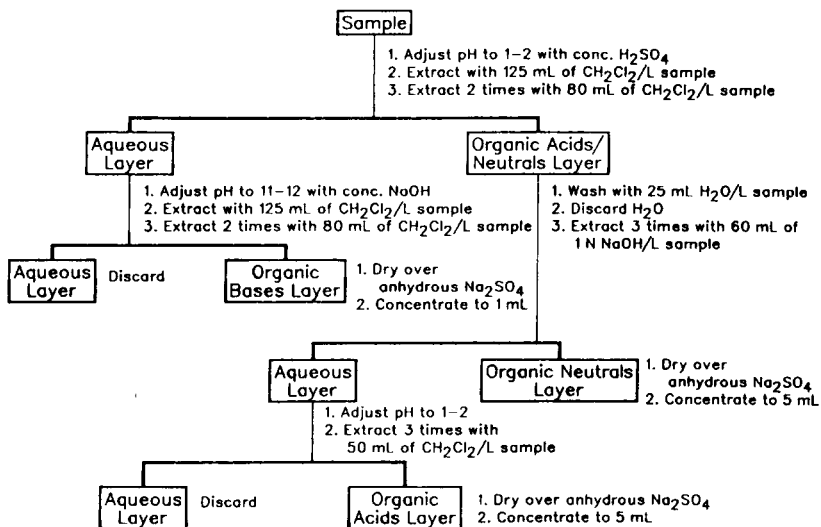 Sample
1. Adjust pH to 1–2 with conc. H2SO4
2. Extract with 125 mL of CH2Cl2/L sample
3. Extract 2 times with 80 mL of CH2Cl2/L sample
Aqueous
Layer
Organic Acids/
Neutrals Layer
1. Adjust pH to 11–12 with conc. NaOH
2. Extract with 125 mL of CH2Cl2/L sample
3. Extract 2 times with 80 mL of CH2Cl2/L sample
1. Wash with 25 mL H2O/L sample
2. Discard H2O
3. Extract 3 times with 60 mL of
1N NaOH/L sample
Aqueous
Layer
Discard
Organic
Bases Layer
1. Dry over
anhydrous Na2SO4
2. Concentrate to 1 mL
Aqueous
Layer
Organic Neutrals
Layer
1. Dry over
anhydrous Na2SO4
2. Concentrate to 5 mL
1. Adjust pH to 1–2
2. Extract 3 times with
50 mL of CH2Cl2/L sample
Aqueous
Layer
Discard
Organic
Acids Layer
1. Dry over anhydrous Na2SO4
2. Concentrate to 5 mL